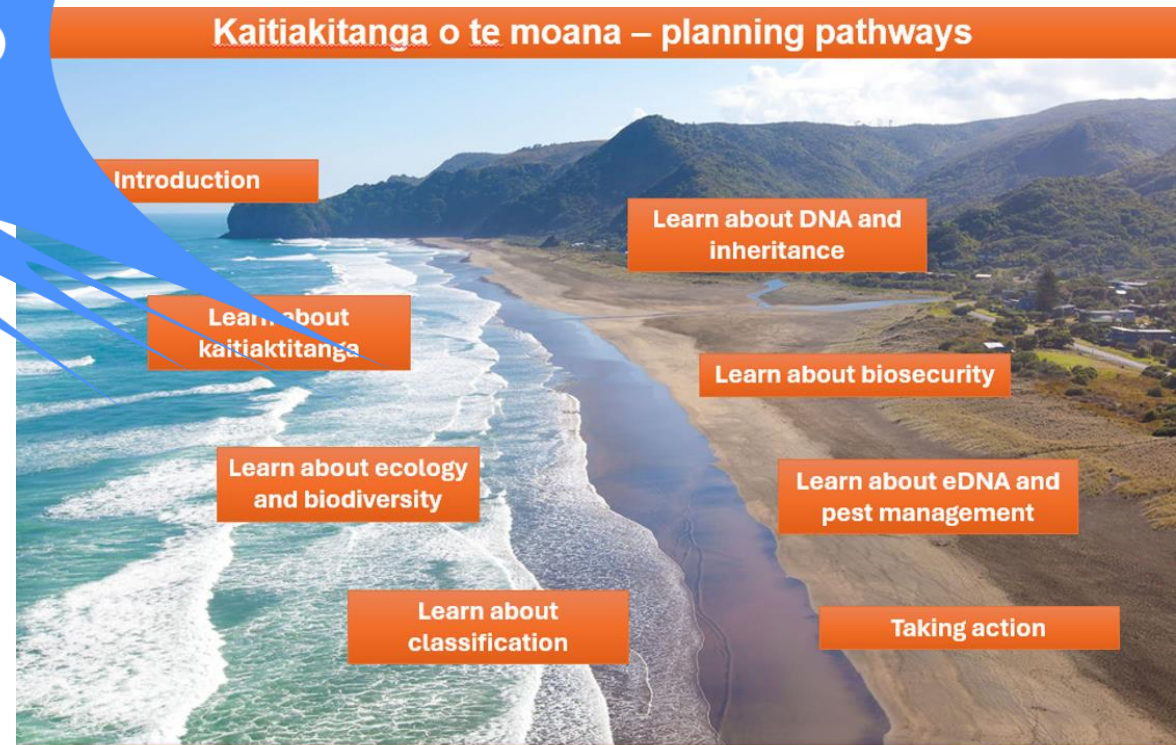 Kaitiakitanga o te moana – planning pathways
Introduction
Learn about
kaitiaktitanga
Learn about ecology
and biodiversity
Learn about
classification
Learn about DNA and
inheritance
Learn about biosecurity
Learn about eDNA and
pest management
Taking action